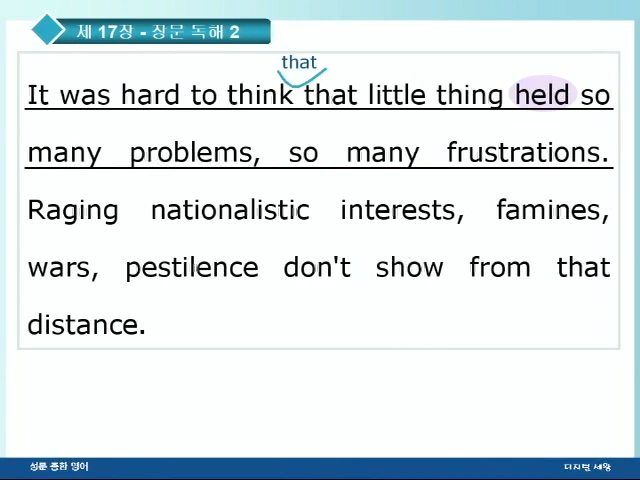 제 17장 - 장문 독해 2
that
It was hard to think that little thing held so
many problems, so many frustrations.
Raging nationalistic interests, famines,
wars, pestilence don't show from that
distance.
성문 종합 영어
디지털 세상